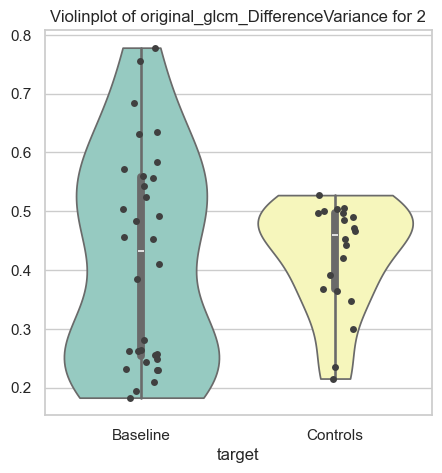 Violinplot of original_glcm_DifferenceVariance for 2
0.8
0.7
0.6
0.5
0.4
0.3
0.2
Baseline
Controls
target